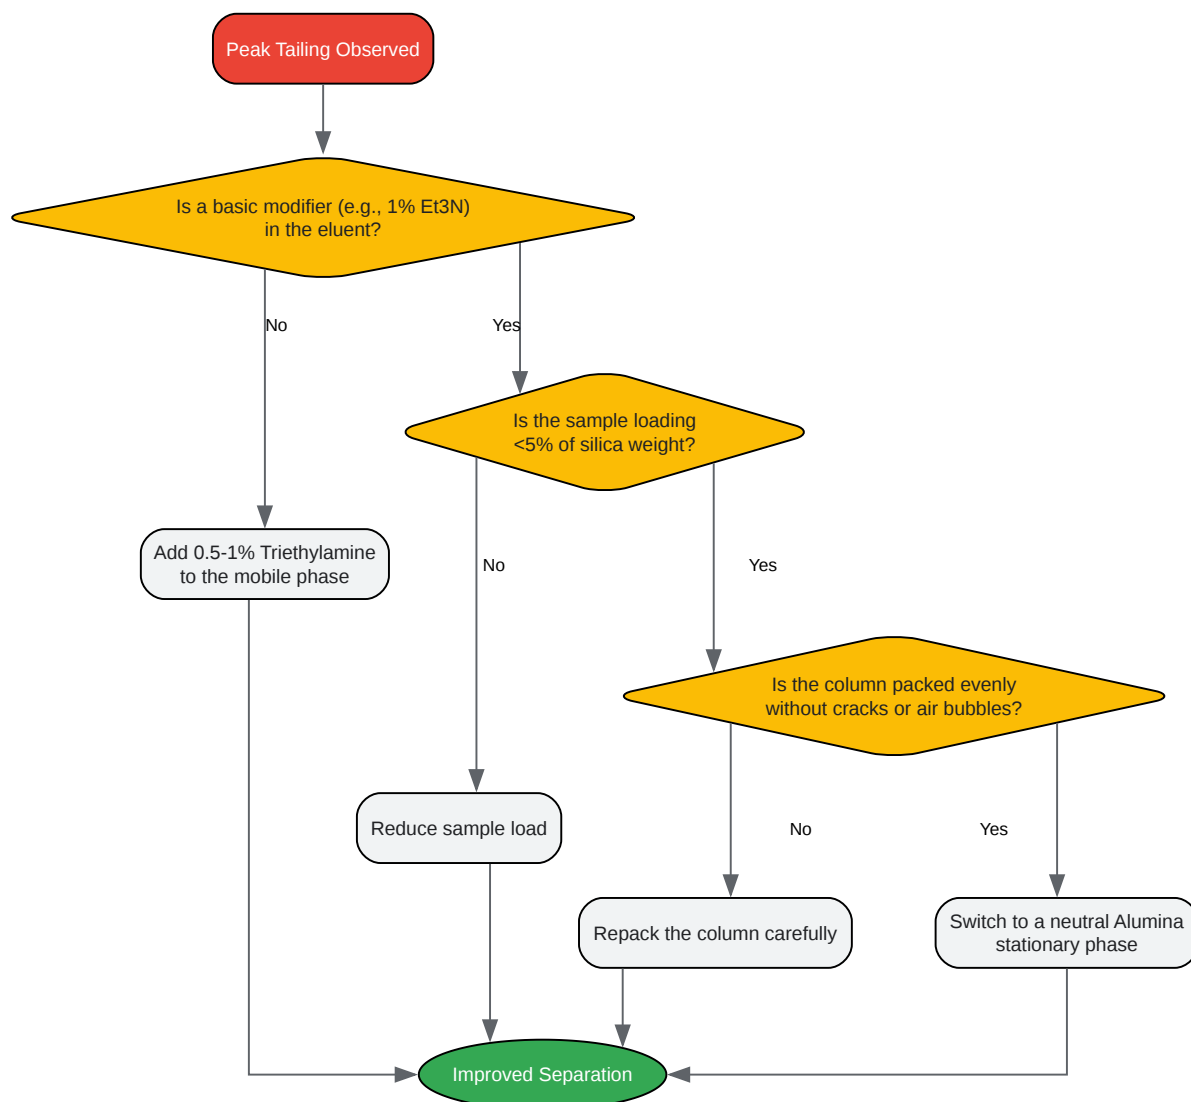 Peak Tailing Observed
Is a basic modifier (e.g., 1% Et3N)
in the eluent?
No
Yes
Is the sample loading
<5% of silica weight?
Add 0.5-1% Triethylamine
to the mobile phase
No
Yes
Is the column packed evenly
without cracks or air bubbles?
Reduce sample load
No
Yes
Repack the column carefully
Switch to a neutral Alumina
stationary phase
Improved Separation